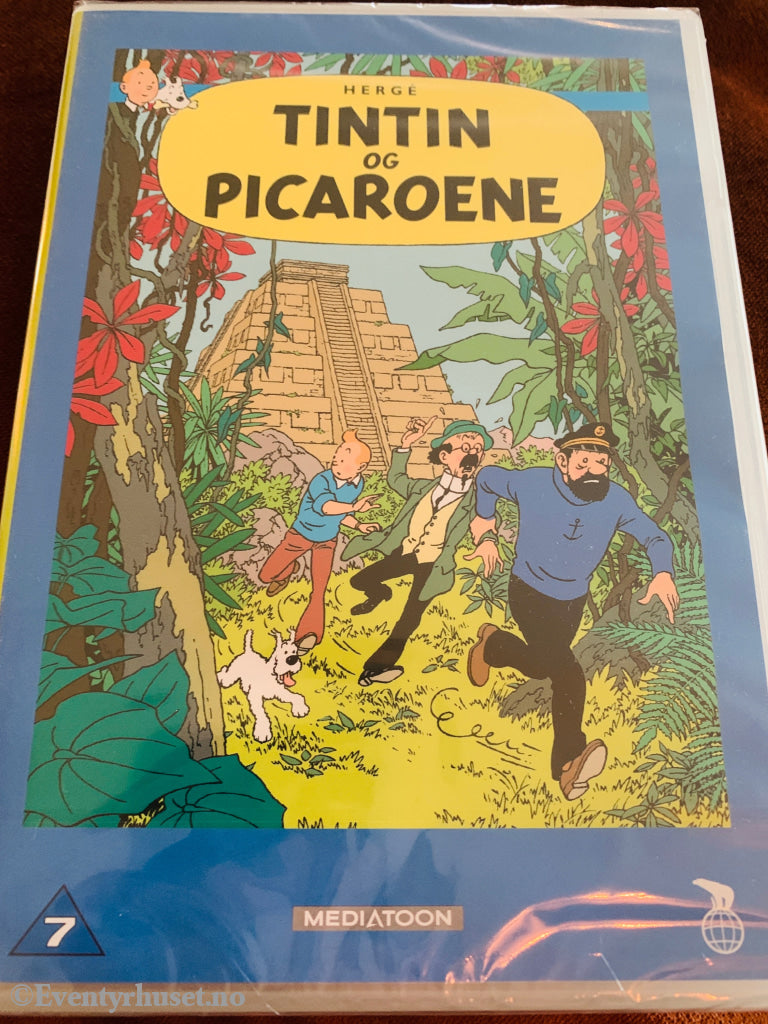 HERGÉ
TINTIN
OG
PICAROENE
7
MEDIATOON
©Eventyrhuset.no